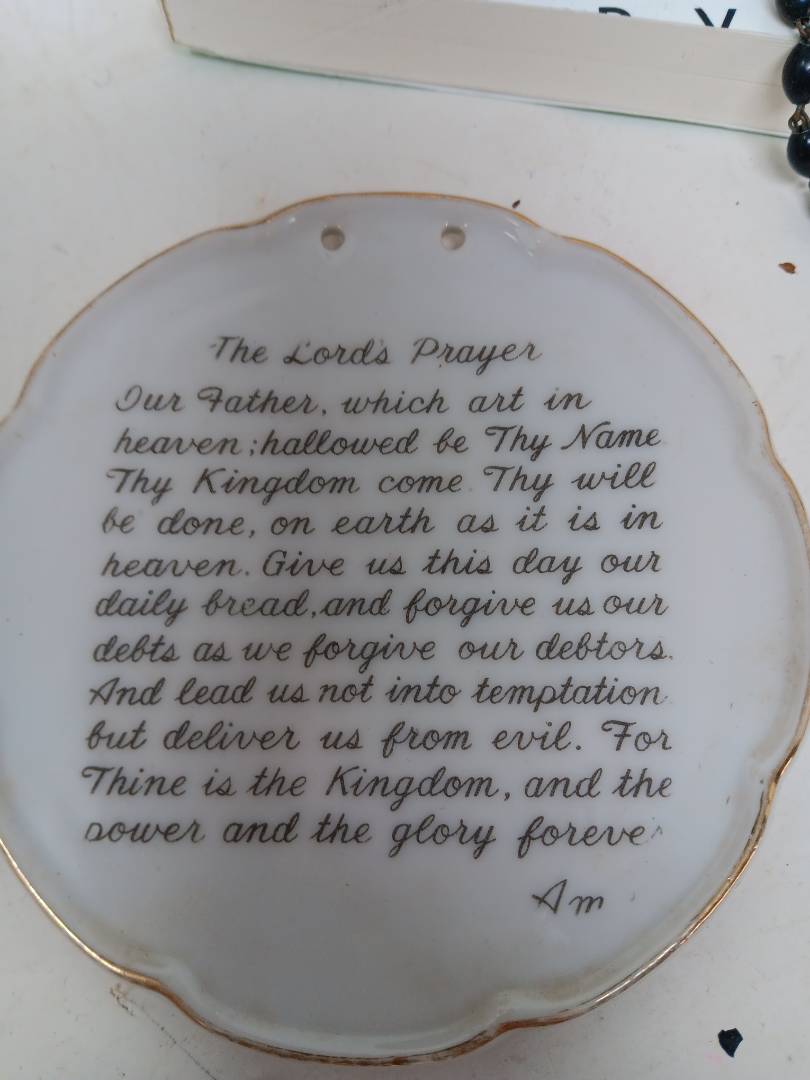 The Lord's Prayer
Our Father, which art in
heaven; hallowed be Thy Name
Thy Kingdom come Thy will
be done, on earth as it is in
heaven. Give us this day our
daily bread, and forgive us our
debts as we forgive our debtors.
And lead us not into temptation
but deliver us from evil. For
Thine is the Kingdom, and the
power and the glory forever
Am